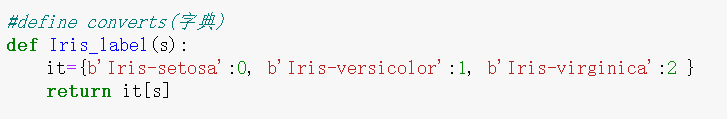 #define converts(字典)
def Iris_label(s):
    it={b'Iris-setosa':0, b'Iris-versicolor':1, b'Iris-virginica':2 }
    return it[s]